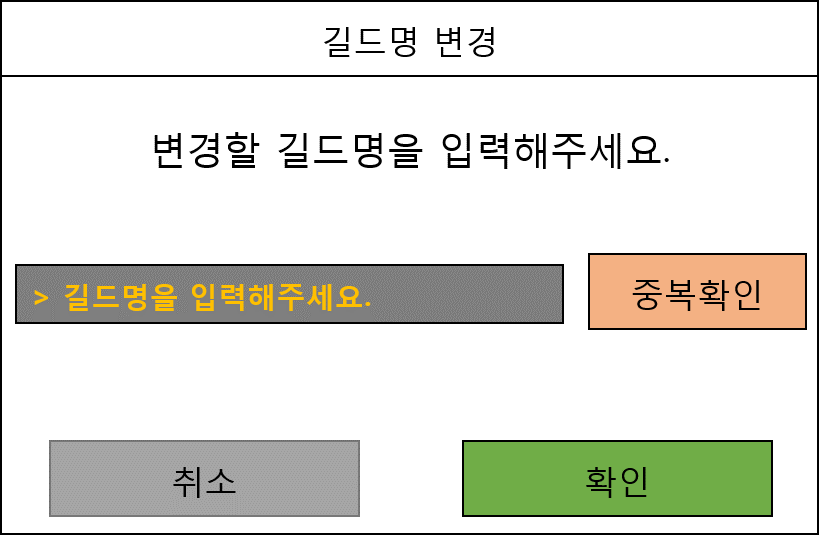 길드명 변경
변경할 길드명을 입력해주세요.
> 길드명을 입력해주세요.
중복확인
취소
확인